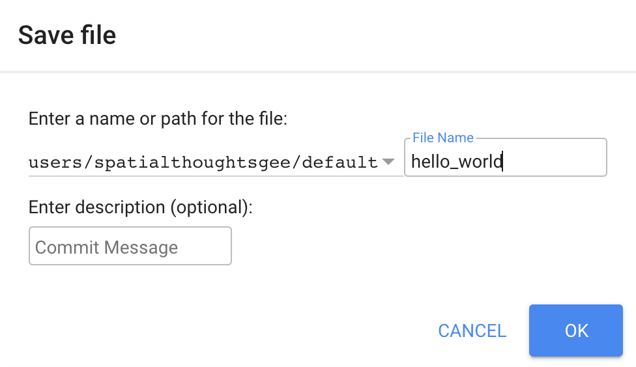 Save file
Enter a name or path for the file:
File Name
users/spatialthoughtsgee/default hello_world
Enter description (optional):
Commit Message
CANCEL OK